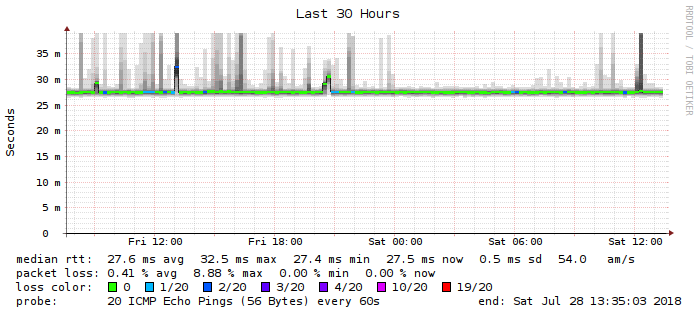 Last 30 Hours
RRDTOOL / TOBI OETIKER
Seconds
35 m
30 m
25 m
20 m
15 m
10 m
5 m
0
Fri 12:00 Fri 18:00 Sat 00:00 Sat 06:00 Sat 12:00
median rtt: 27.6 ms avg 32.5 ms max 27.4 ms min 27.5 ms now 0.5 ms sd 54.0 am/s
packet loss: 0.41 % avg 8.88 % max 0.00 % min 0.00 % now
loss color: 0 1/20 2/20 3/20 4/20 10/20 19/20
probe: 20 ICMP Echo Pings (56 Bytes) every 60s end: Sat Jul 28 13:35:03 2018